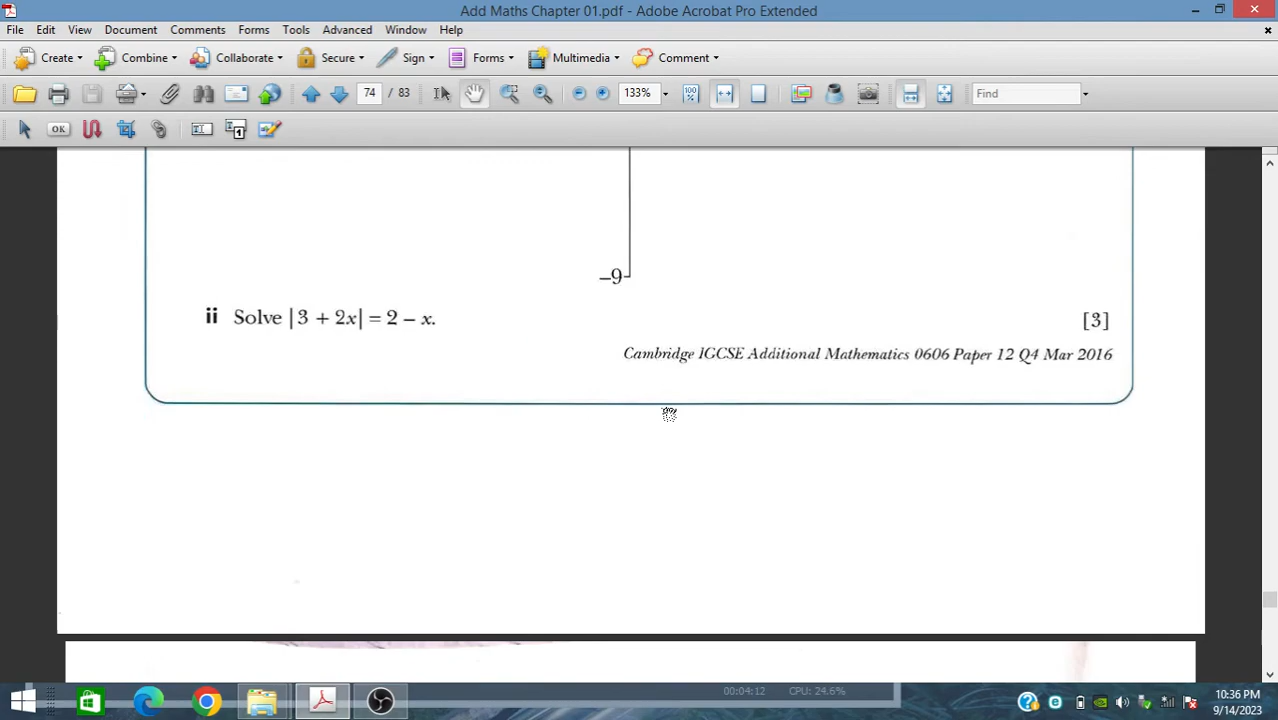 Add Maths Chapter 01.pdf - Adobe Acrobat Pro Extended
File Edit View Document Comments Forms Tools Advanced Window Help
Create Combine Collaborate Secure Sign Forms Multimedia Comment
74 / 83 133% Find
OK
–9
ii Solve |3 + 2x| = 2 – x. [3]
Cambridge IGCSE Additional Mathematics 0606 Paper 12 Q4 Mar 2016
00:04:12 CPU: 24.6%
10:36 PM
9/14/2023